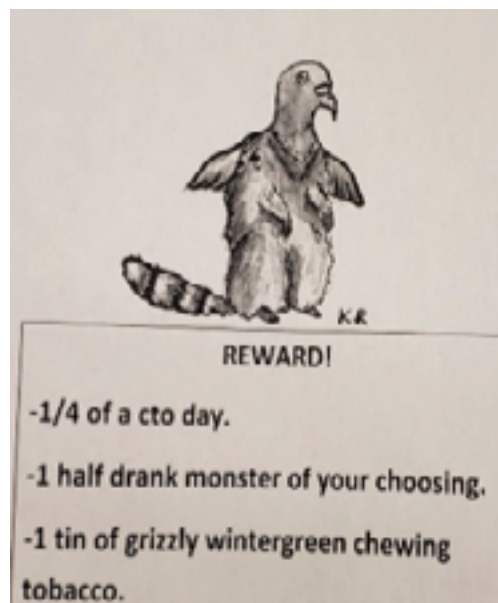 KR
REWARD!
-1/4 of a cto day.
-1 half drank monster of your choosing.
-1 tin of grizzly wintergreen chewing
tobacco.